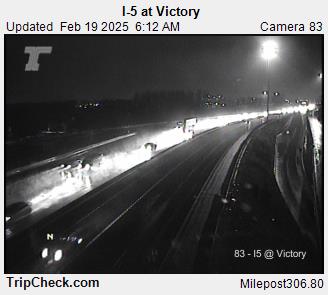 I-5 at Victory
Updated  Feb 19 2025  6:12 AM
Camera 83
T
N
83 - I5 @ Victory
TripCheck.com
Milepost306.80